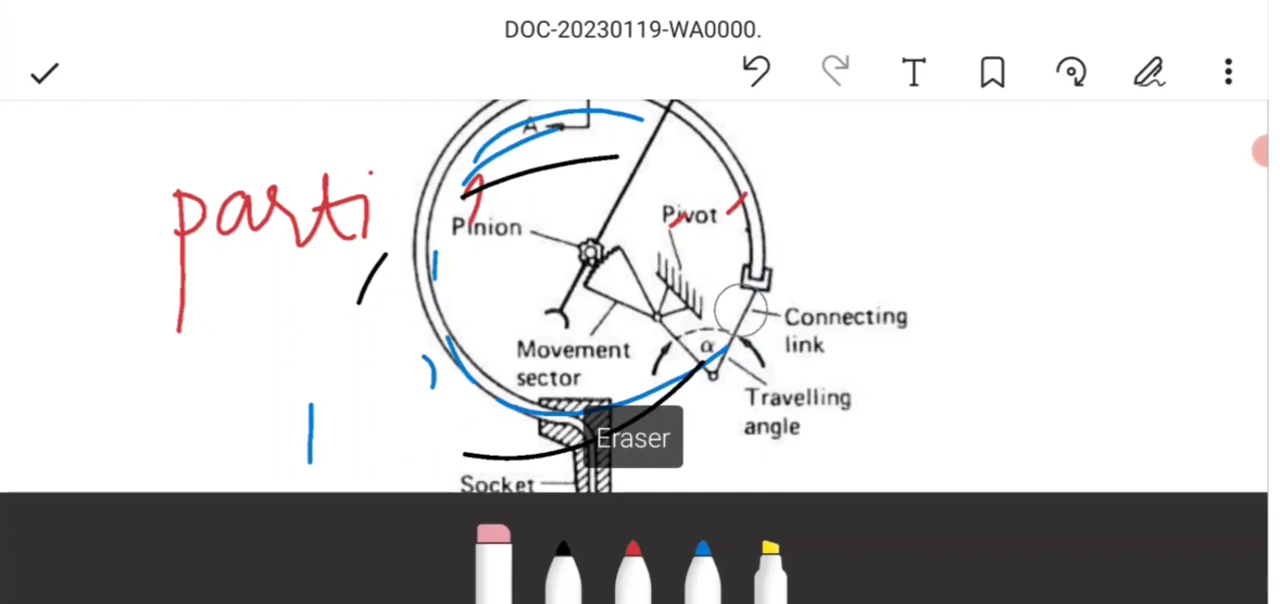 DOC-20230119-WA0000.
T
A
parti
Pinion
Pivot
Connecting
link
Movement
sector
α
Travelling
angle
Eraser
Socket